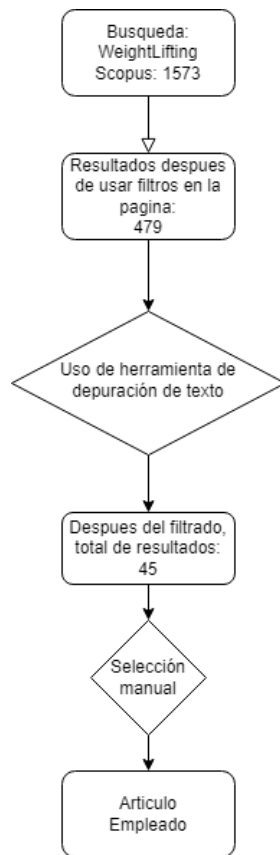 Busqueda:
WeightLifting
Scopus: 1573
Resultados despues
de usar filtros en la
pagina:
479
Uso de herramienta de
depuración de texto
Despues del filtrado,
total de resultados:
45
Selección
manual
Articulo
Empleado